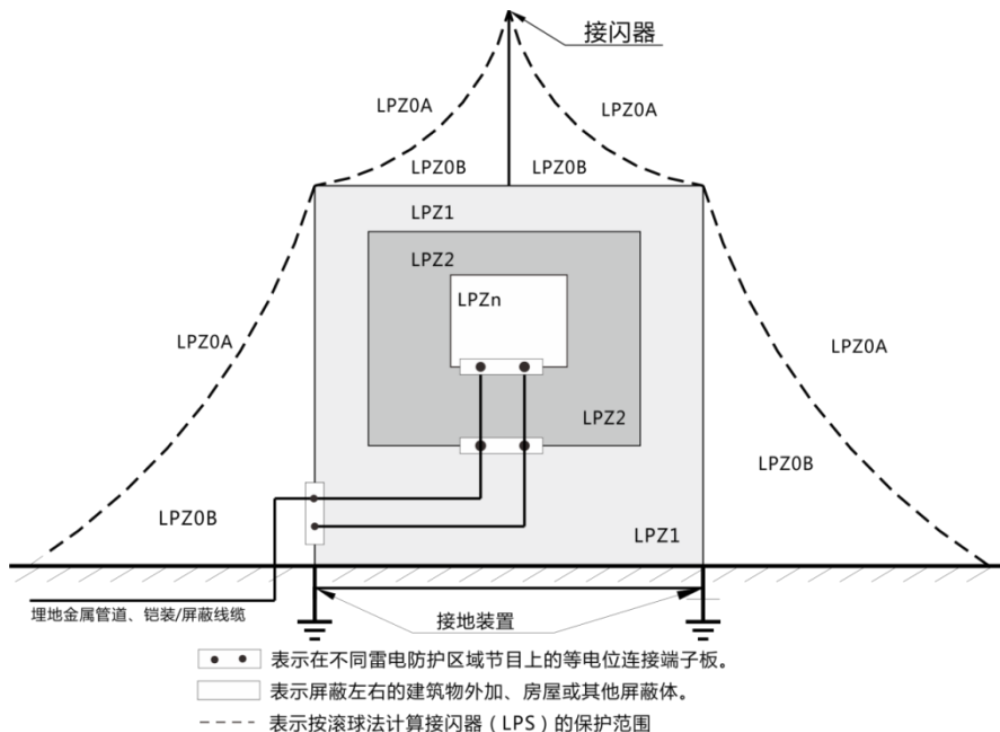 接闪器
LPZ0A
LPZ0A
LPZ0B
LPZ0B
LPZ1
LPZ2
LPZn
LPZ0A
LPZ0A
LPZ2
LPZ0B
LPZ0B
LPZ1
埋地金属管道、铠装/屏蔽线缆
接地装置
表示在不同雷电防护区域节目上的等电位连接端子板。
表示屏蔽左右的建筑物外加、房屋或其他屏蔽体。
表示按滚球法计算接闪器（LPS）的保护范围